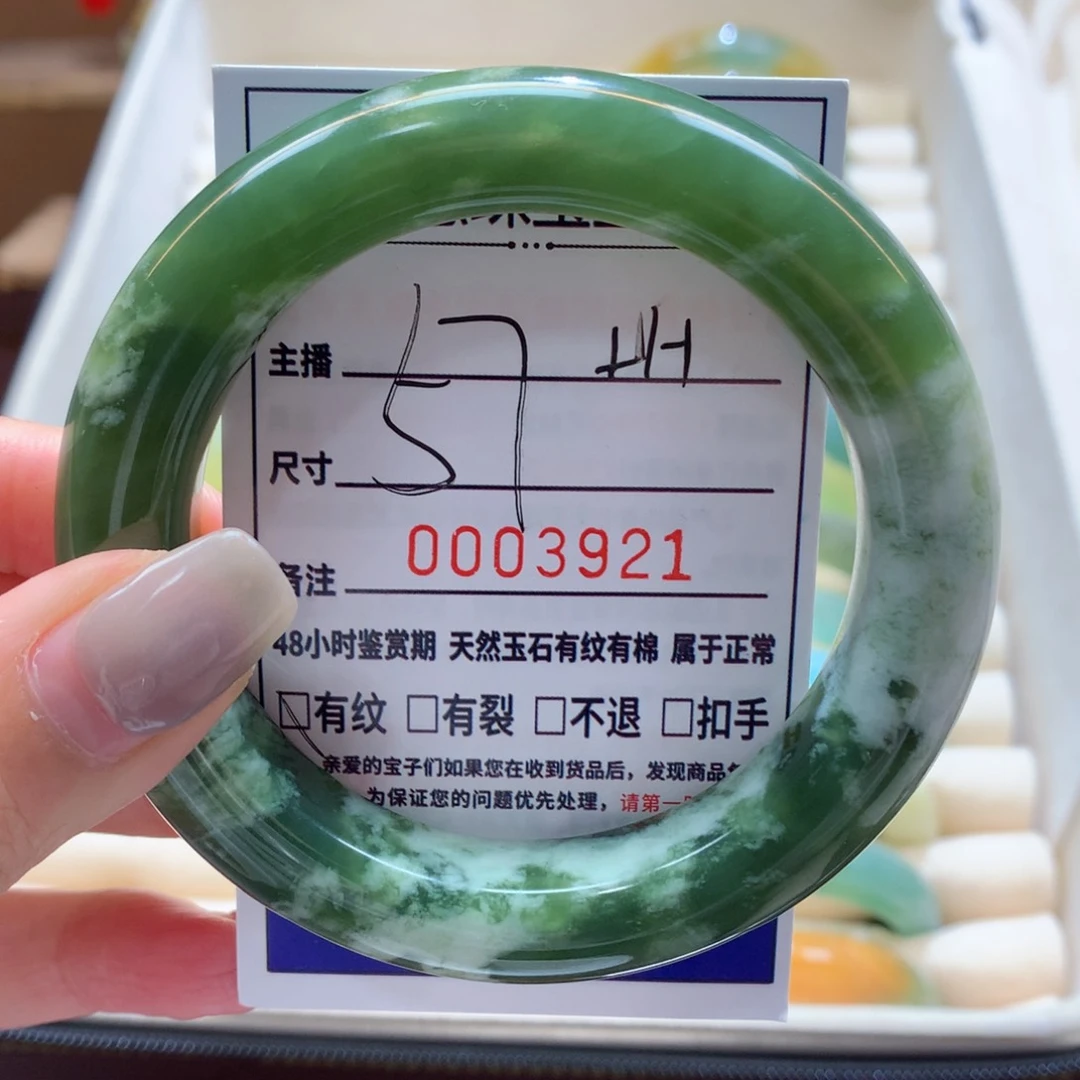 主播
57
尺寸
0003921
备注
48小时鉴赏期 天然玉石有纹有棉 属于正常
☑有纹 □有裂 □不退 □扣手
亲爱的宝子们如果您在收到货品后，发现商品
为保证您的问题优先处理，请第一